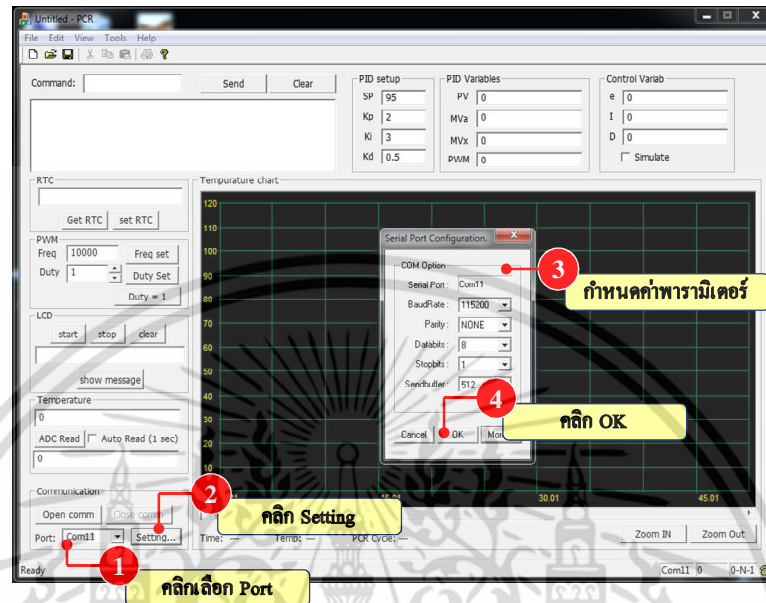 Untitled - PCR
File Edit View Tools Help
Command: Send Clear
PID setup
SP 95
Kp 2
Ki 3
Kd 0.5
PID Variables
PV 0
MVa 0
MVx 0
PWM 0
Control Variab
e 0
I 0
D 0
Simulate
RTC
Get RTC set RTC
PWM
Freq 10000 Freq set
Duty 1 Duty Set
Duty = 1
LCD
start stop clear
show message
Temperature
0
ADC Read Auto Read (1 sec)
0
Communication
Open comm Close comm
Port: Com11 Setting...
Tempurature chart
120
110
100
90
80
70
60
50
40
30
20
10
15.01 30.01 45.01
Time: --- Temp: --- PCR Cycle: ---
Zoom IN Zoom Out
Serial Port Configuration.
COM Option
Serial Port : Com11
BaudRate : 115200
Parity : NONE
Databits : 8
Stopbits : 1
Sendbuffer : 512
Cancel OK
1
คลิกเลือก Port
2
คลิก Setting
3
กำหนดค่าพารามิเตอร์
4
คลิก OK
Ready
Com11 0 0-N-1